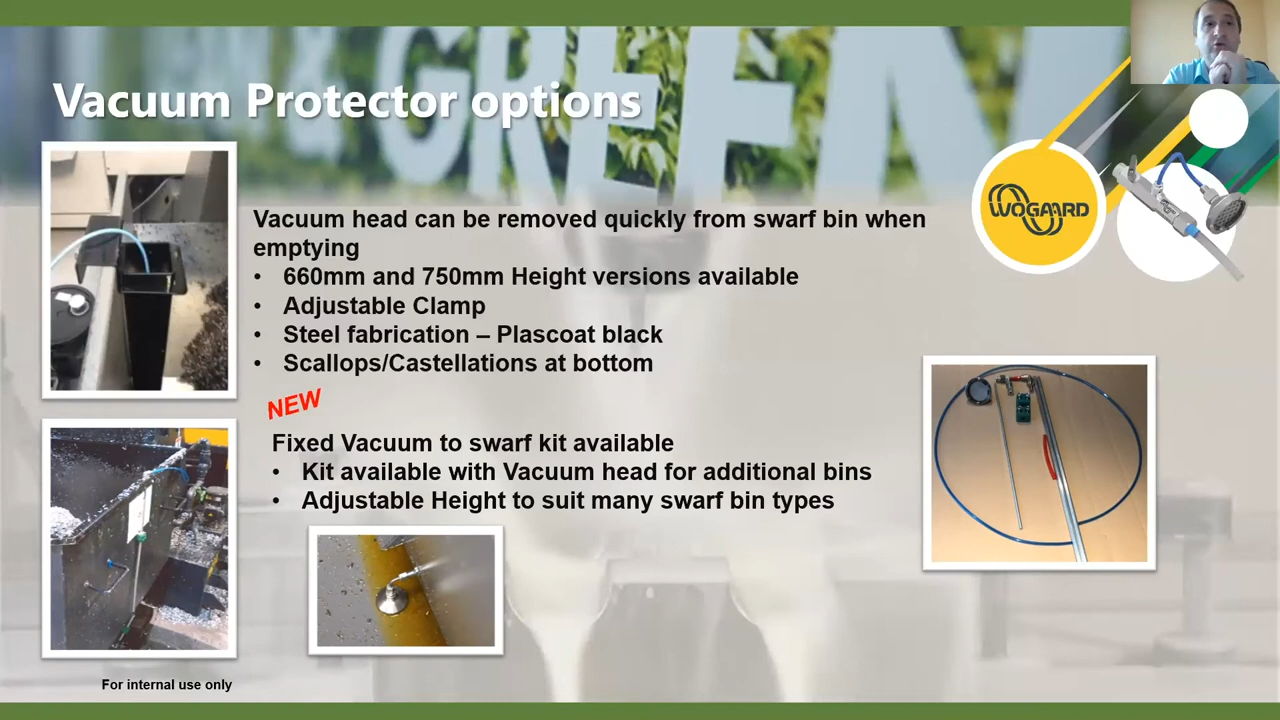 & GREEN
Vacuum Protector options
WOGAARD
Vacuum head can be removed quickly from swarf bin when
emptying
• 660mm and 750mm Height versions available
• Adjustable Clamp
• Steel fabrication – Plascoat black
• Scallops/Castellations at bottom
NEW
Fixed Vacuum to swarf kit available
• Kit available with Vacuum head for additional bins
• Adjustable Height to suit many swarf bin types
For internal use only